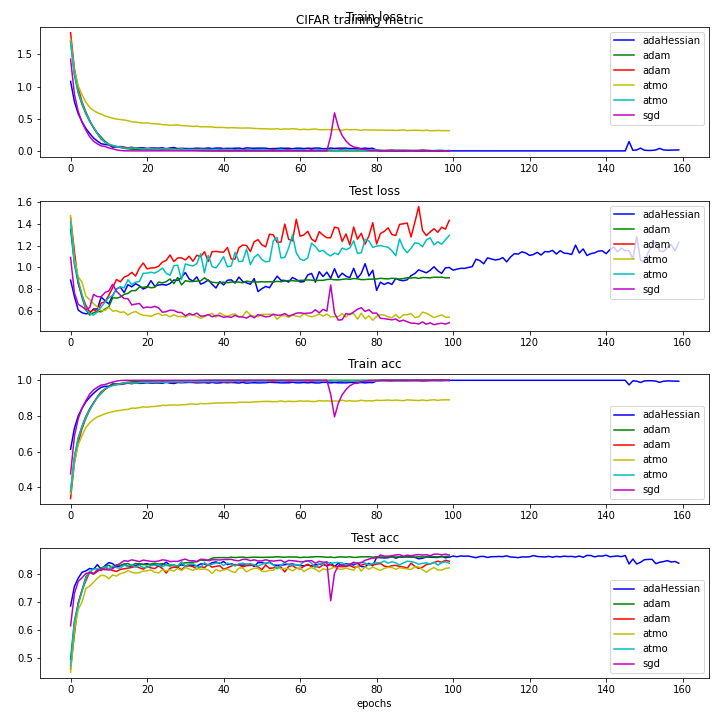 Train loss
CIFAR training metric
1.5
1.0
0.5
0.0
adaHessian
adam
adam
atmo
atmo
sgd
0 20 40 60 80 100 120 140 160
Test loss
1.6
1.4
1.2
1.0
0.8
0.6
adaHessian
adam
adam
atmo
atmo
sgd
0 20 40 60 80 100 120 140 160
Train acc
1.0
0.8
0.6
0.4
adaHessian
adam
adam
atmo
atmo
sgd
0 20 40 60 80 100 120 140 160
Test acc
0.8
0.7
0.6
0.5
adaHessian
adam
adam
atmo
atmo
sgd
0 20 40 60 80 100 120 140 160
epochs